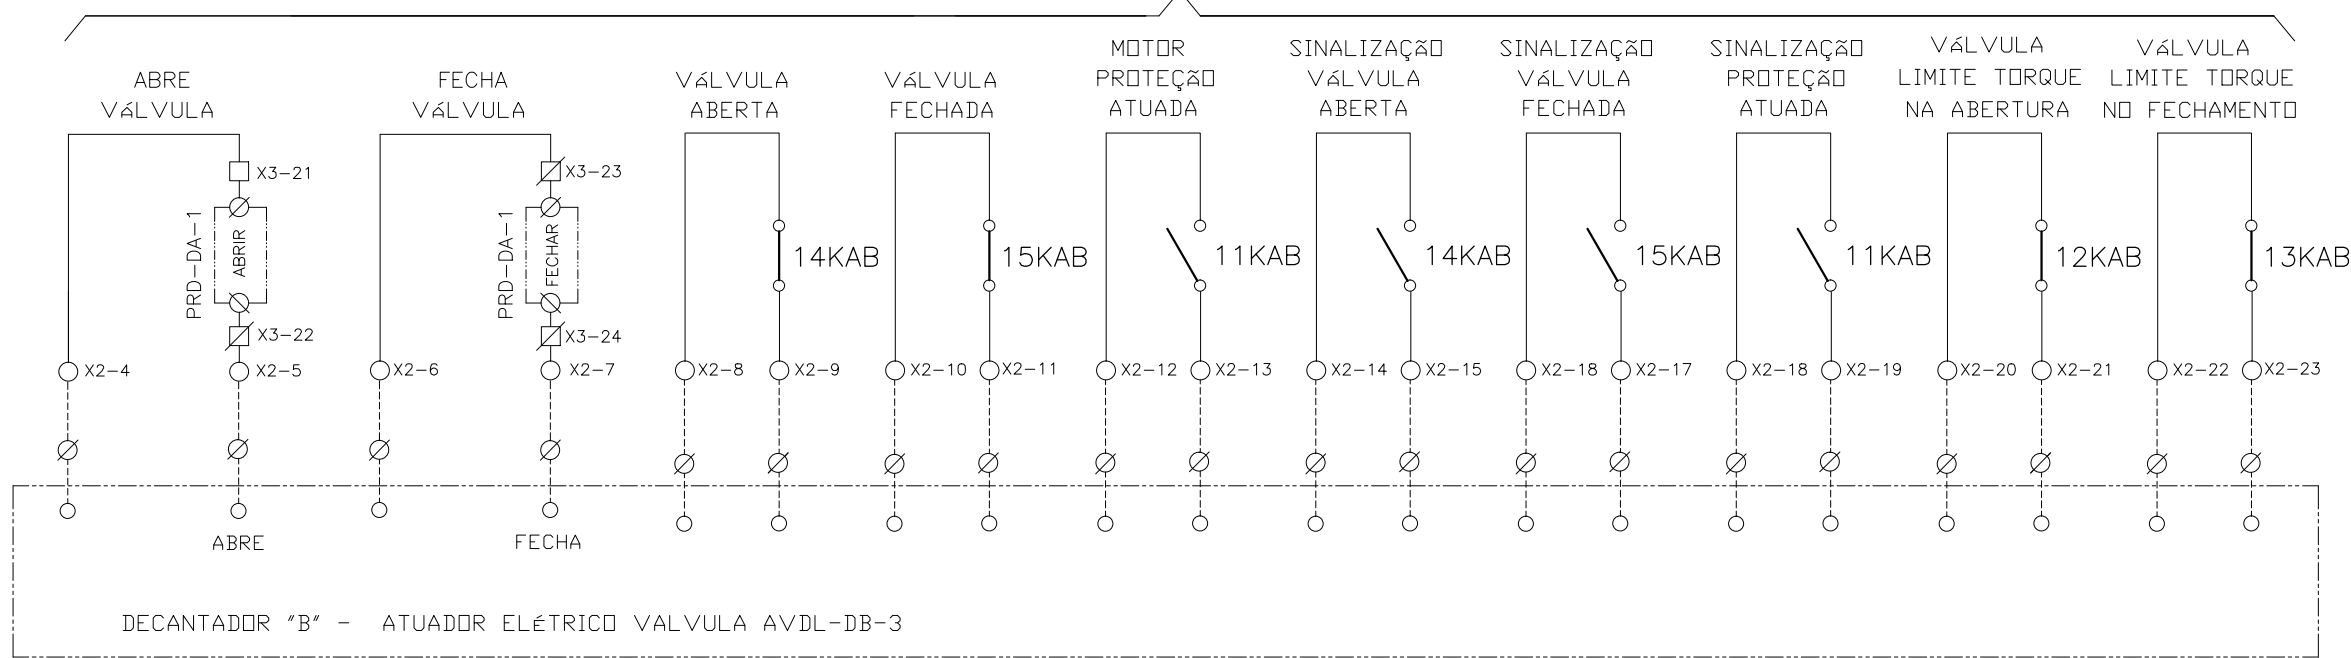 ABRE
VáLVULA
FECHA
VáLVULA
VáLVULA
ABERTA
VáLVULA
FECHADA
MOTOR
PROTEÇãO
ATUADA
SINALIZAÇãO
VáLVULA
ABERTA
SINALIZAÇãO
VáLVULA
FECHADA
SINALIZAÇãO
PROTEÇãO
ATUADA
VáLVULA
LIMITE TORQUE
NA ABERTURA
VáLVULA
LIMITE TORQUE
NO FECHAMENTO
X3-21
PRD-DA-1
ABRIR
X3-22
X3-23
PRD-DA-1
FECHAR
X3-24
14KAB
15KAB
11KAB
14KAB
15KAB
11KAB
12KAB
13KAB
X2-4
X2-5
X2-6
X2-7
X2-8
X2-9
X2-10
X2-11
X2-12
X2-13
X2-14
X2-15
X2-18
X2-17
X2-18
X2-19
X2-20
X2-21
X2-22
X2-23
ABRE
FECHA
DECANTADOR "B" - ATUADOR ELéTRICO VALVULA AVDL-DB-3